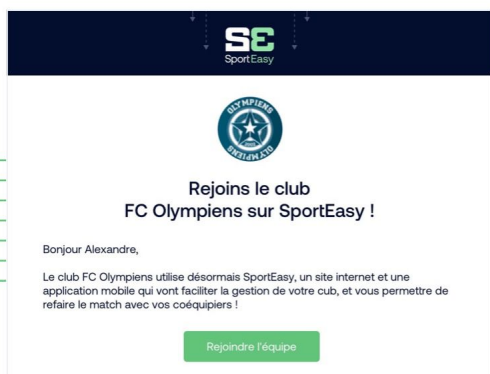 SE
SportEasy
OLYMPIENS
OLYMPIENS
Rejoins le club
FC Olympiens sur SportEasy !
Bonjour Alexandre,
Le club FC Olympiens utilise désormais SportEasy, un site internet et une
application mobile qui vont faciliter la gestion de votre cub, et vous permettre de
refaire le match avec vos coéquipiers !
Rejoindre l'équipe